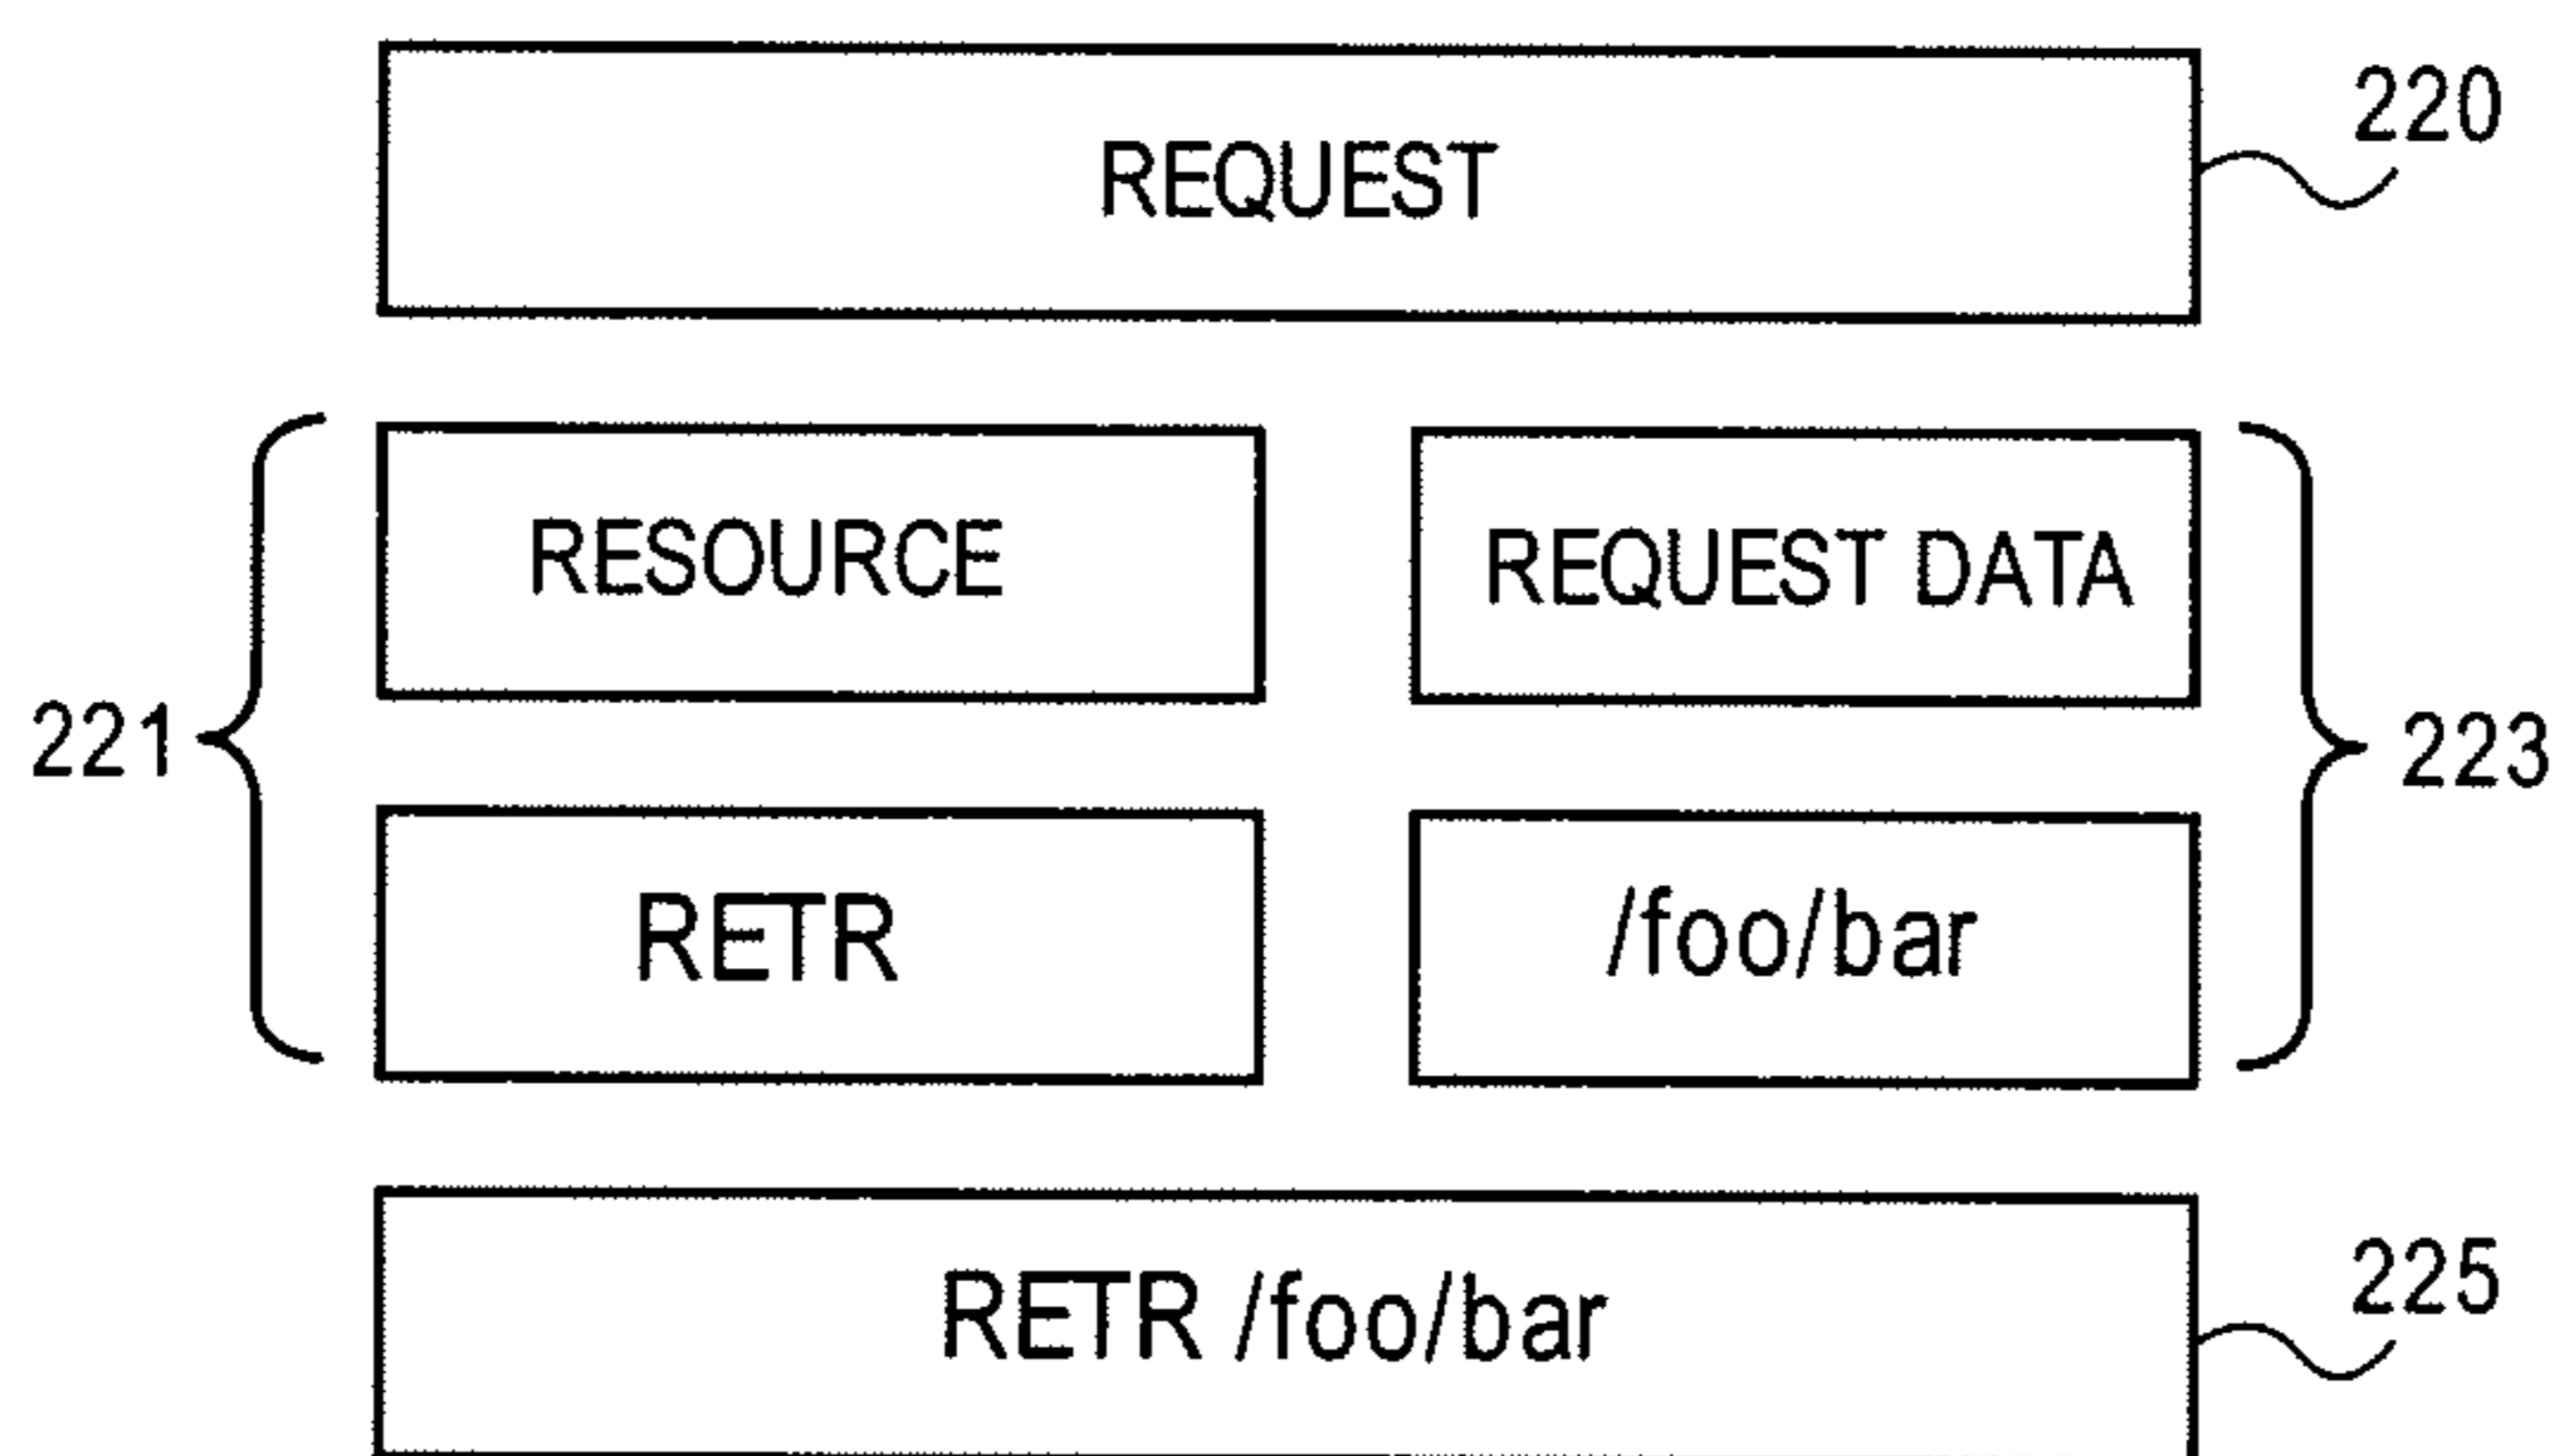 REQUEST 220
RESOURCE REQUEST DATA
221 223
RETR /foo/bar
RETR /foo/bar 225